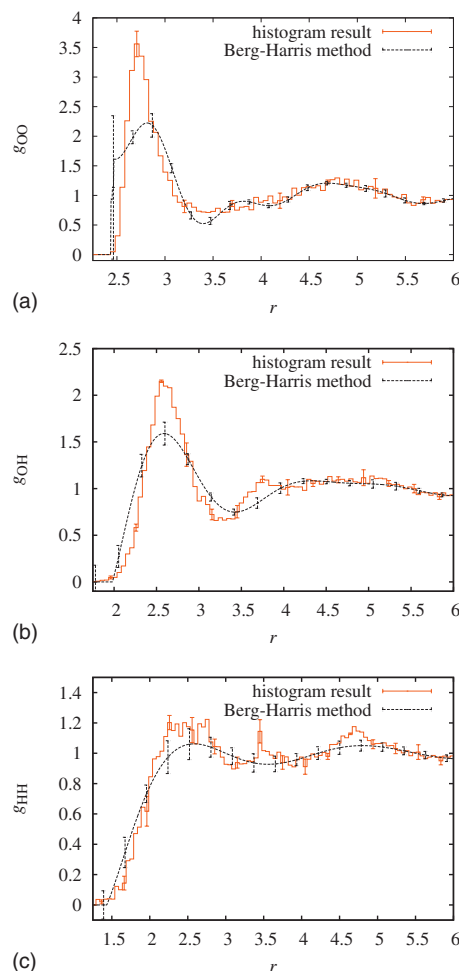 4
3.5
3
2.5
2
1.5
1
0.5
0
gOO
histogram result
Berg-Harris method
2.5 3 3.5 4 4.5 5 5.5 6
r
(a)
2.5
2
1.5
1
0.5
0
gOH
histogram result
Berg-Harris method
2 2.5 3 3.5 4 4.5 5 5.5 6
r
(b)
1.4
1.2
1
0.8
0.6
0.4
0.2
0
gHH
histogram result
Berg-Harris method
1.5 2 2.5 3 3.5 4 4.5 5 5.5 6
r
(c)